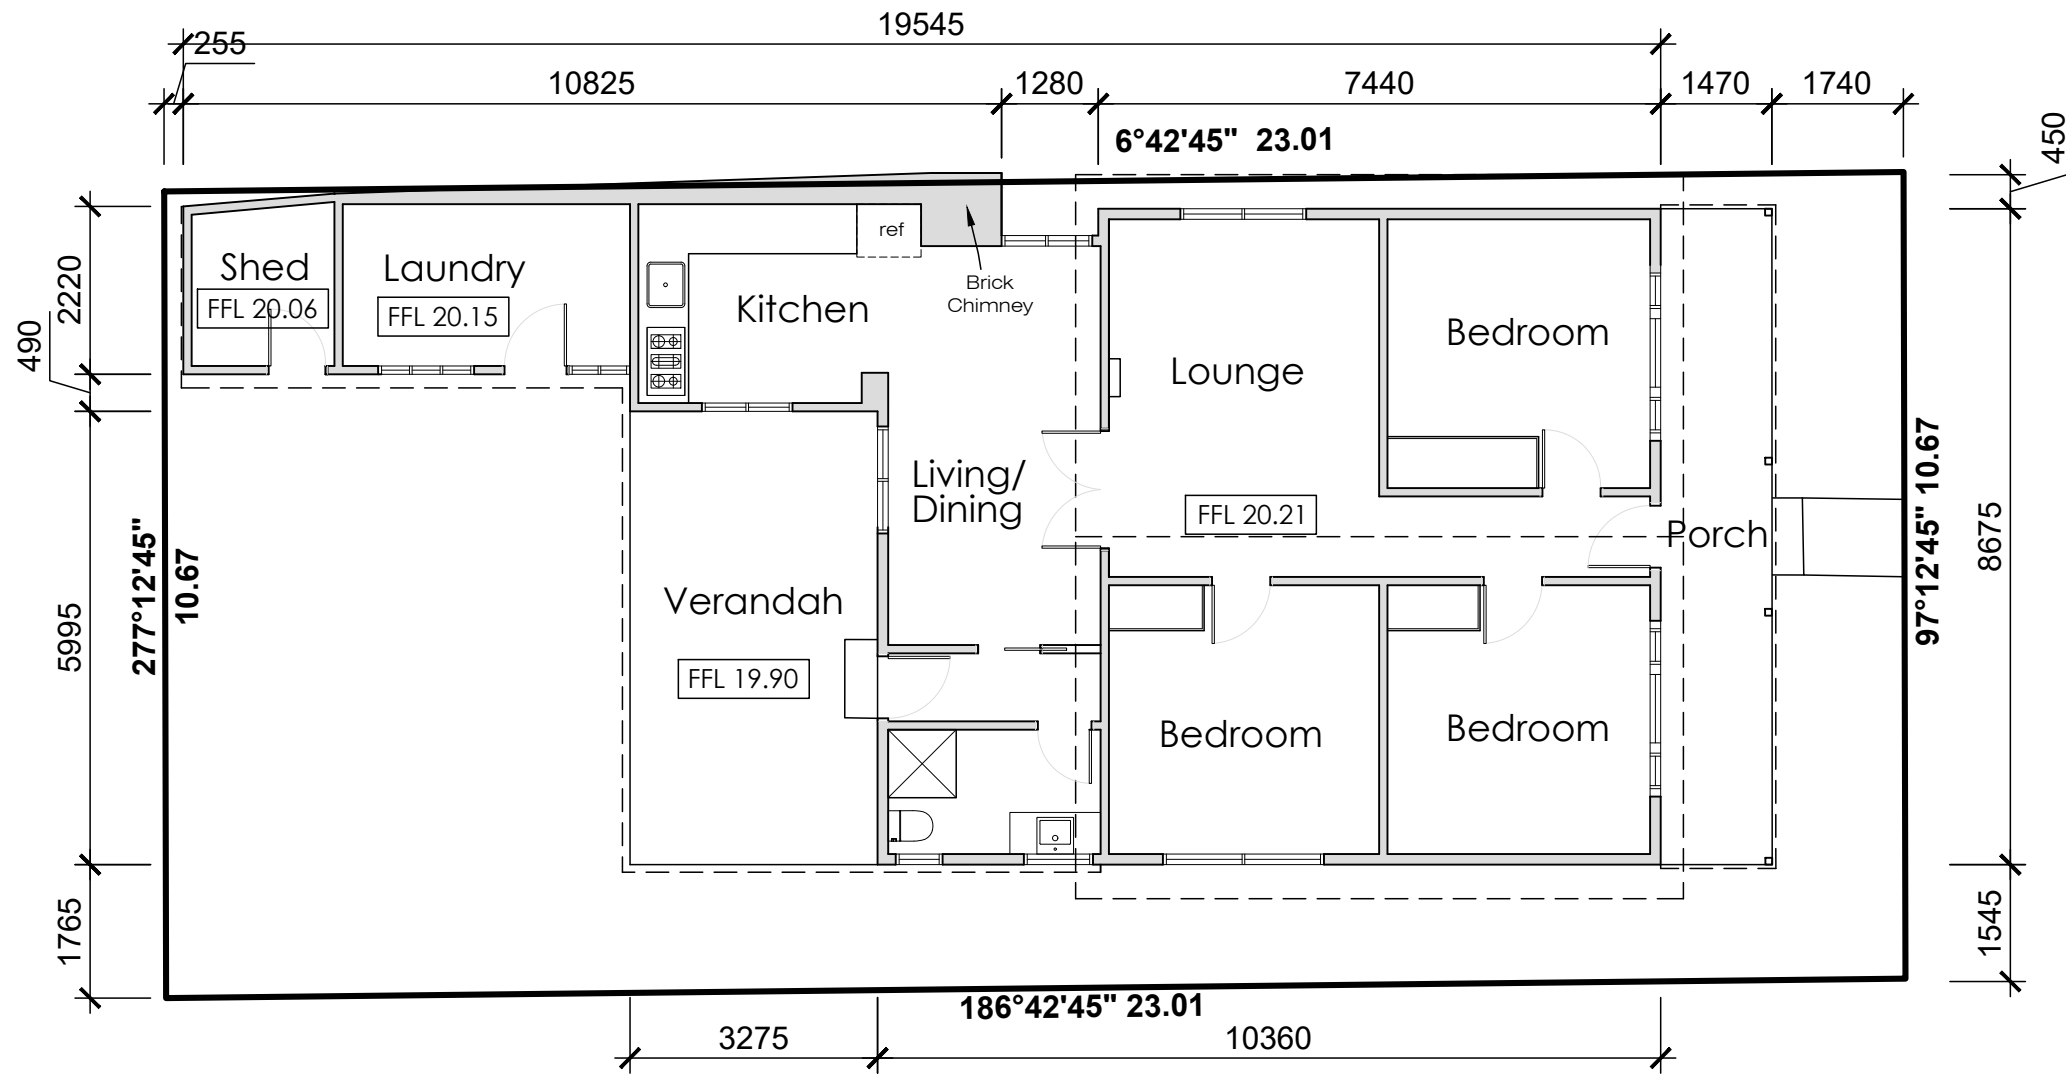 19545
255
10825
1280
7440
1470
1740
6°42'45" 23.01
450
ref
Shed
FFL 20.06
Laundry
FFL 20.15
Kitchen
Brick
Chimney
Bedroom
Lounge
2220
490
Living/
Dining
FFL 20.21
Porch
97°12'45" 10.67
8675
277°12'45"
10.67
Verandah
FFL 19.90
5995
Bedroom
Bedroom
1765
1545
186°42'45" 23.01
3275
10360